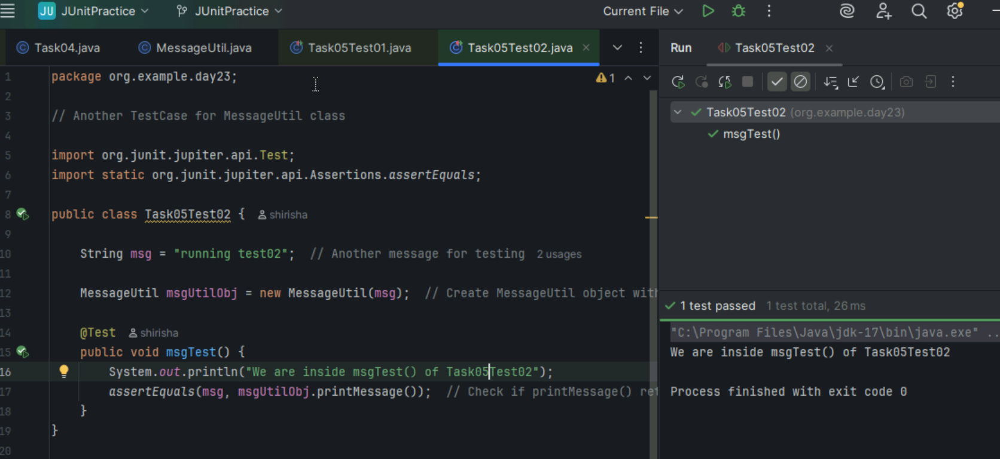 JU JUnitPractice JUnitPractice Current File
Task04.java MessageUtil.java Task05Test01.java Task05Test02.java
Run Task05Test02
1 package org.example.day23;
1
2
3 // Another TestCase for MessageUtil class
4
5 import org.junit.jupiter.api.Test;
6 import static org.junit.jupiter.api.Assertions.assertEquals;
7
8 public class Task05Test02 { shirisha
9
10 String msg = "running test02"; // Another message for testing 2 usages
11
12 MessageUtil msgUtilObj = new MessageUtil(msg); // Create MessageUtil object with
13
14 @Test shirisha
15 public void msgTest() {
16 System.out.println("We are inside msgTest() of Task05Test02");
17 assertEquals(msg, msgUtilObj.printMessage()); // Check if printMessage() ret
18 }
19 }
20
Task05Test02 (org.example.day23)
msgTest()
1 test passed 1 test total, 26 ms
"C:\Program Files\Java\jdk-17\bin\java.exe" ..
We are inside msgTest() of Task05Test02
Process finished with exit code 0